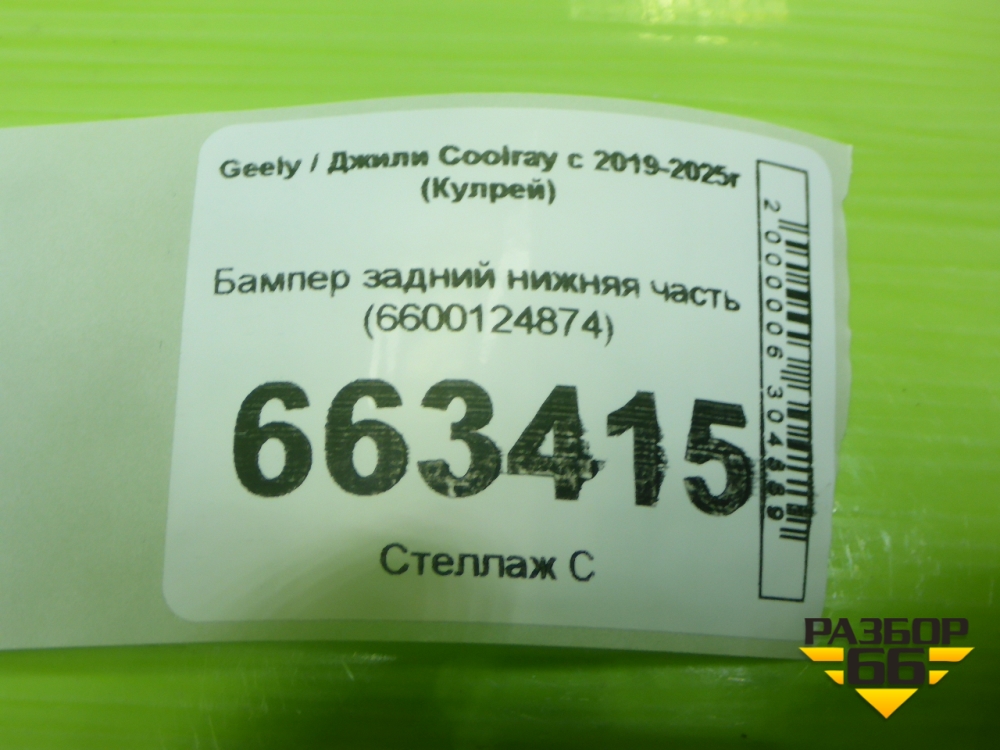 Geely / Джили Coolray с 2019-2025г
(Кулрей)
Бампер задний нижняя часть
(6600124874)
663415
Стеллаж С
2000006304889
РАЗБОР
66